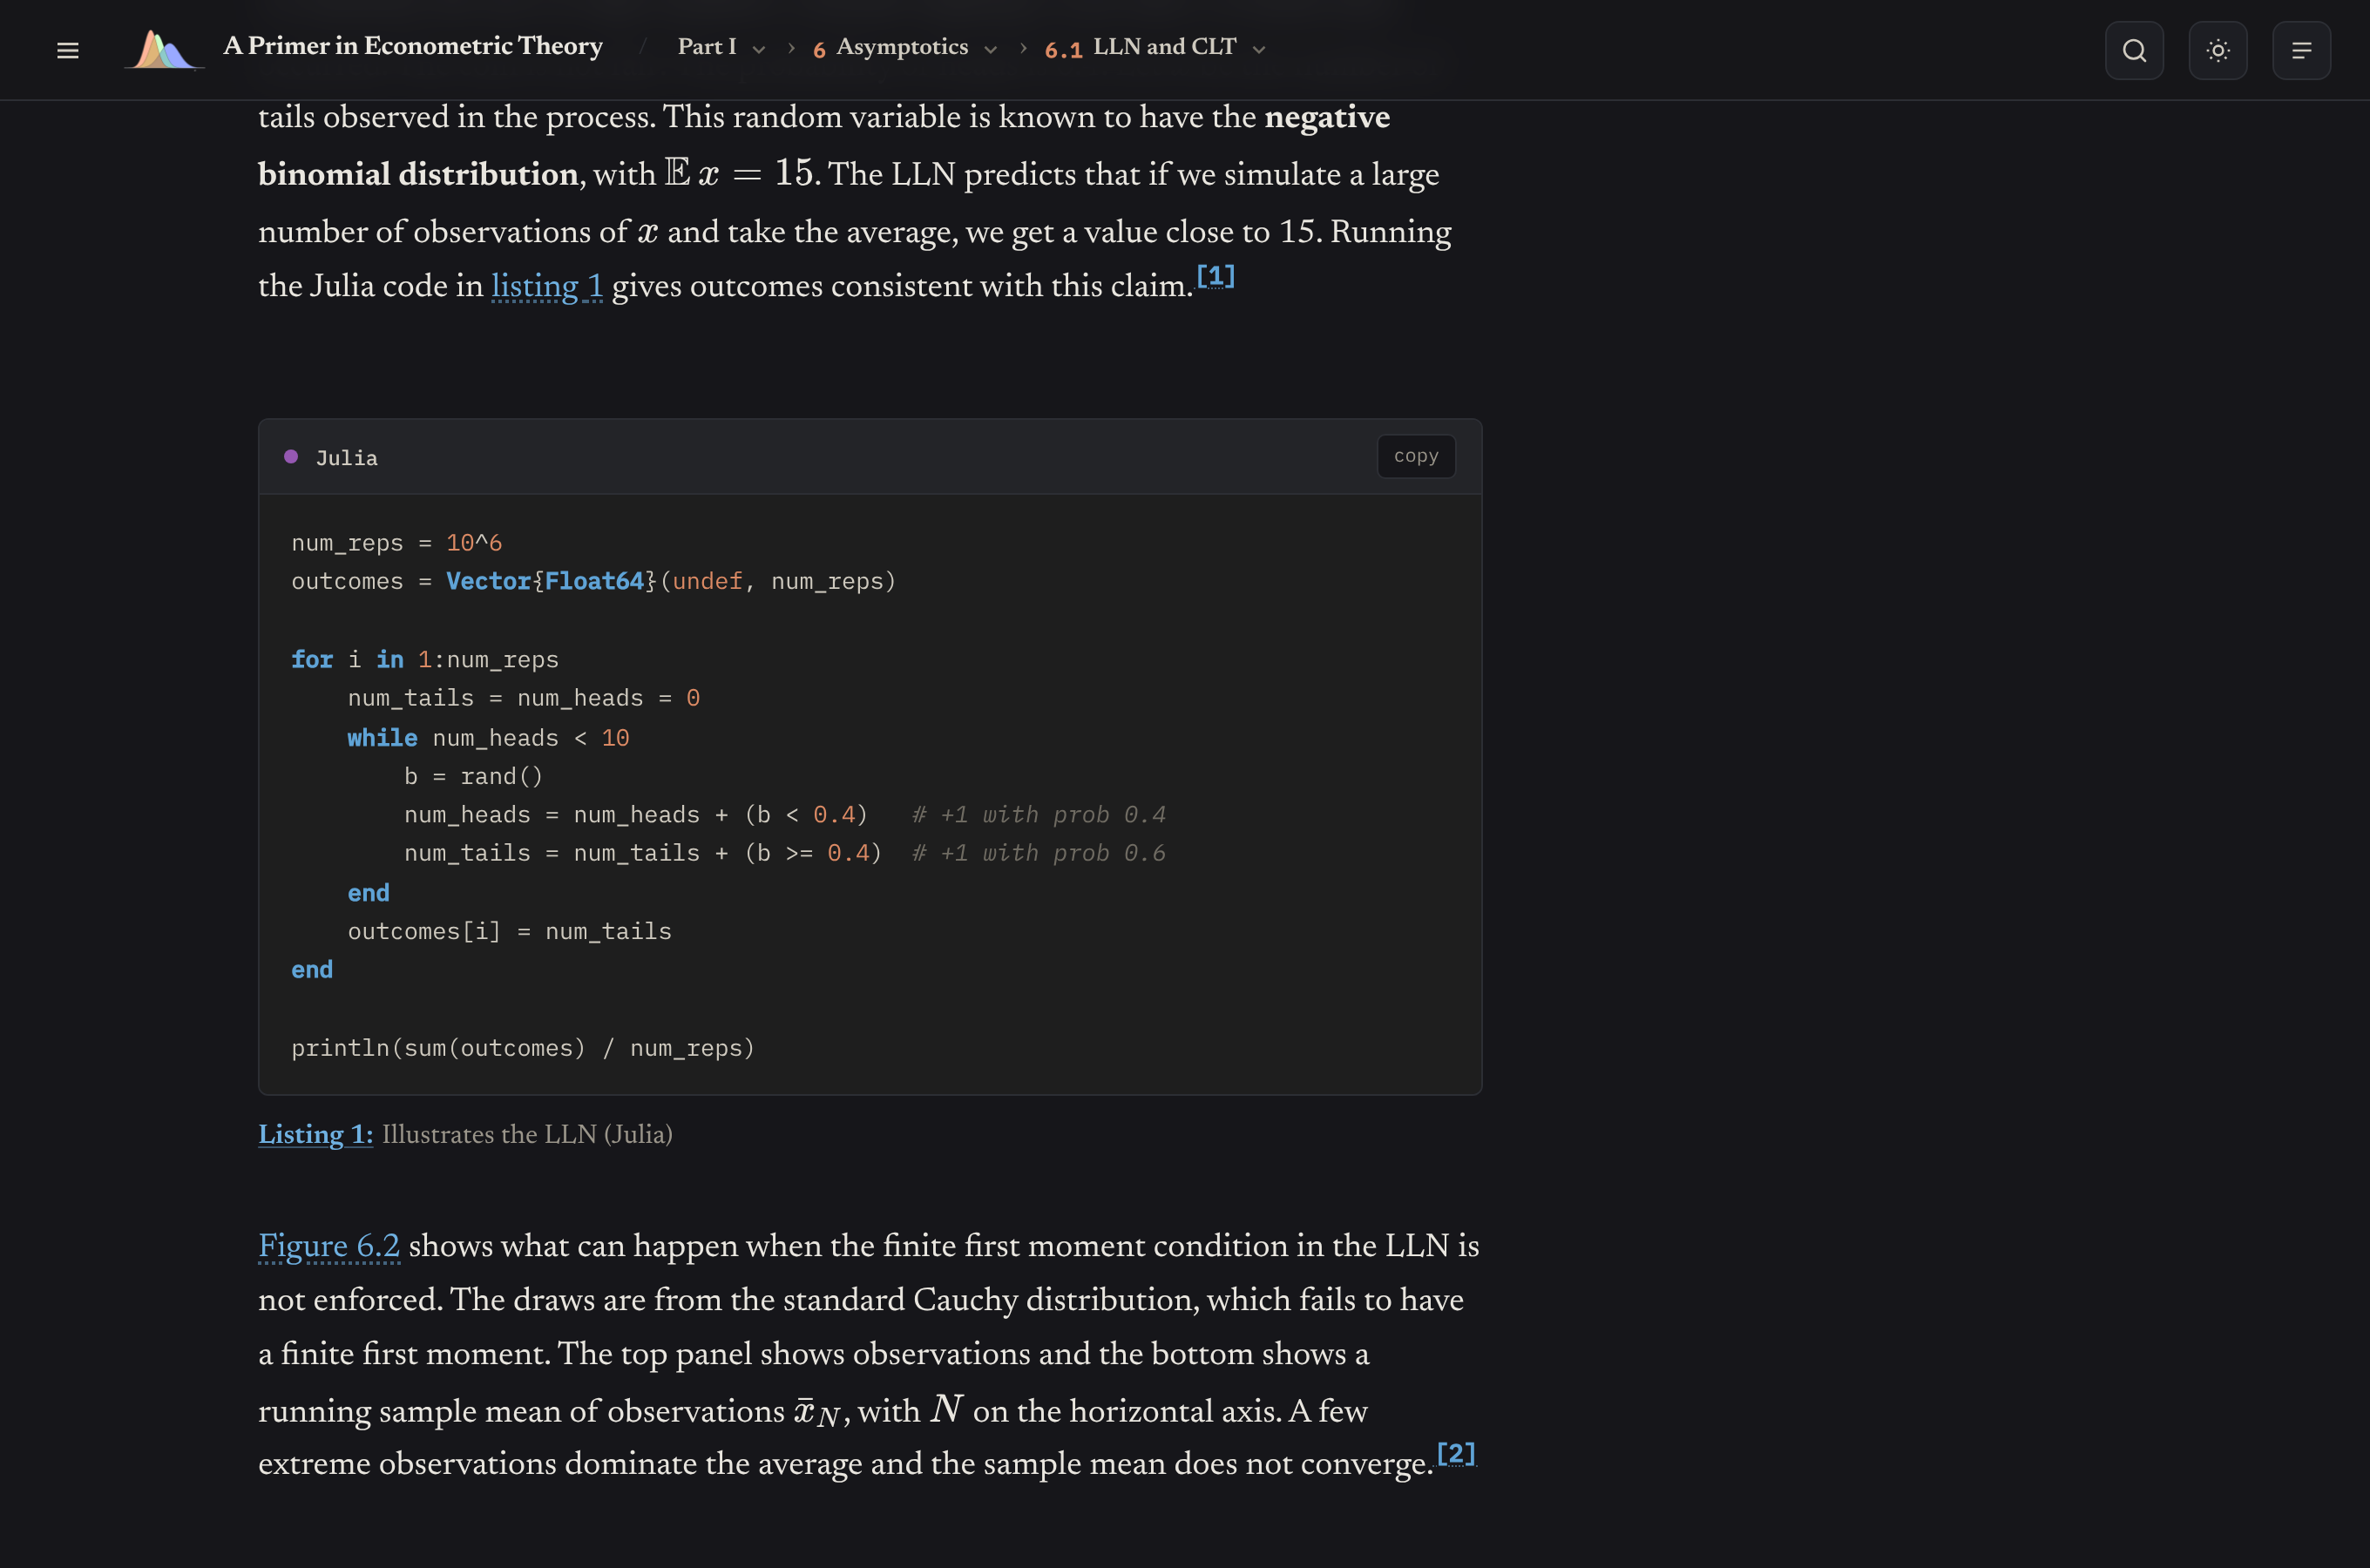 A Primer in Econometric Theory / Part I › 6 Asymptotics › 6.1 LLN and CLT
tails observed in the process. This random variable is known to have the negative
binomial distribution, with 𝔼 x = 15. The LLN predicts that if we simulate a large
number of observations of x and take the average, we get a value close to 15. Running
the Julia code in listing 1 gives outcomes consistent with this claim.[1]
Julia
copy
num_reps = 10^6
outcomes = Vector{Float64}(undef, num_reps)
for i in 1:num_reps
    num_tails = num_heads = 0
    while num_heads < 10
        b = rand()
        num_heads = num_heads + (b < 0.4)   # +1 with prob 0.4
        num_tails = num_tails + (b >= 0.4)  # +1 with prob 0.6
    end
    outcomes[i] = num_tails
end
println(sum(outcomes) / num_reps)
Listing 1: Illustrates the LLN (Julia)
Figure 6.2 shows what can happen when the finite first moment condition in the LLN is
not enforced. The draws are from the standard Cauchy distribution, which fails to have
a finite first moment. The top panel shows observations and the bottom shows a
running sample mean of observations x̄_N, with N on the horizontal axis. A few
extreme observations dominate the average and the sample mean does not converge.[2]